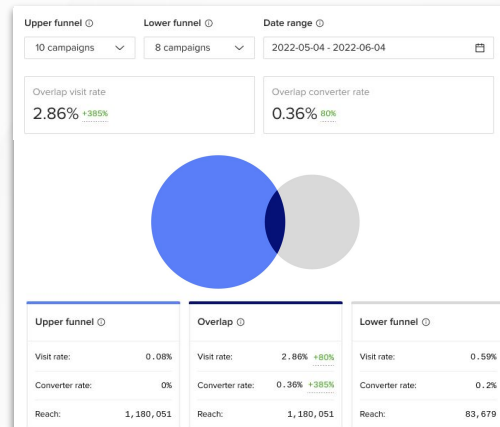 Upper funnel Lower funnel Date range
10 campaigns 8 campaigns 2022-05-04 - 2022-06-04
Overlap visit rate Overlap converter rate
2.86% +385% 0.36% 80%
Upper funnel Overlap Lower funnel
Visit rate: 0.08% Visit rate: 2.86% +80% Visit rate: 0.59%
Converter rate: 0% Converter rate: 0.36% +385% Converter rate: 0.2%
Reach: 1,180,051 Reach: 1,180,051 Reach: 83,679